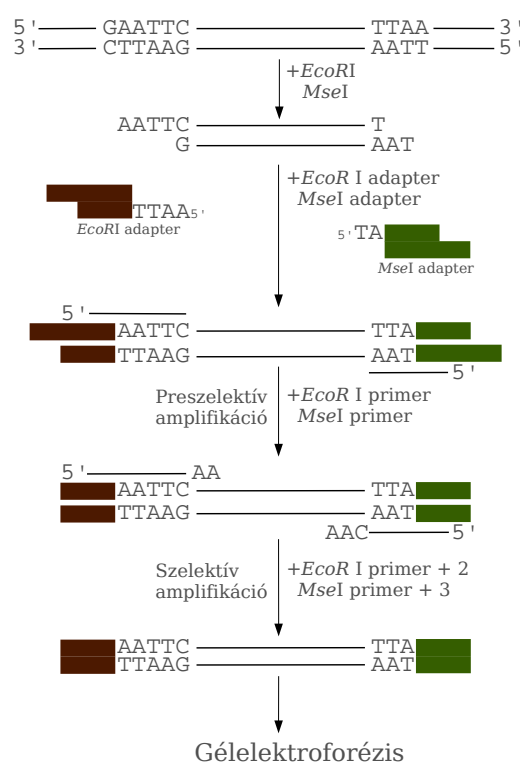 5' GAATTC TTAA 3'
3' CTTAAG AATT 5'
+EcoRI
MseI
AATTC T
G AAT
+EcoR I adapter
MseI adapter
TTAA5'
EcoRI adapter
5'TA
MseI adapter
5'
AATTC TTA
TTAAG AAT
5'
Preszelektív
amplifikáció
+EcoR I primer
MseI primer
5' AA
AATTC TTA
TTAAG AAT
AAC 5'
Szelektív
amplifikáció
+EcoR I primer + 2
MseI primer + 3
AATTC TTA
TTAAG AAT
Gélelektroforézis